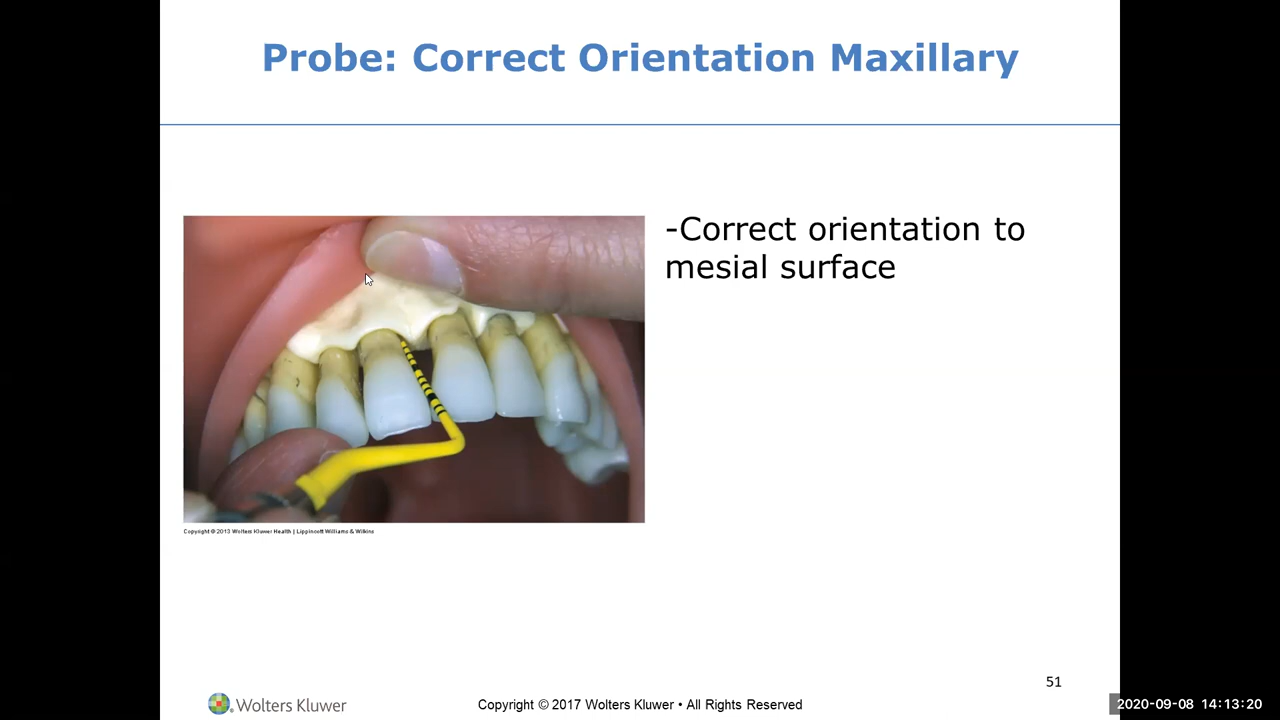 Probe: Correct Orientation Maxillary
-Correct orientation to
mesial surface
Copyright © 2013 Wolters Kluwer Health | Lippincott Williams & Wilkins
51
Wolters Kluwer
Copyright © 2017 Wolters Kluwer • All Rights Reserved
2020-09-08 14:13:20